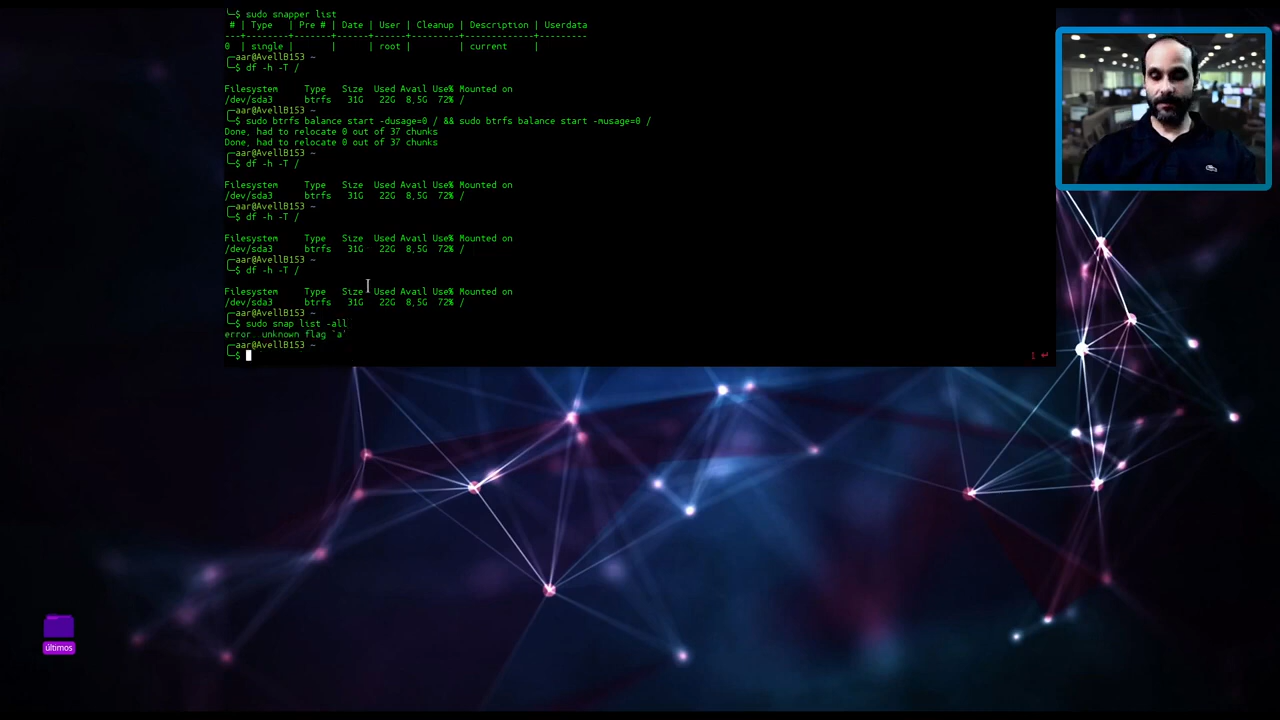 ╰─$ sudo snapper list
# | Type | Pre # | Date | User | Cleanup | Description | Userdata
---+--------+-------+------+------+---------+-------------+---------
0 | single | | | root | | current |
╭─aar@AvellB153 ~
╰─$ df -h -T /
Filesystem Type Size Used Avail Use% Mounted on
/dev/sda3 btrfs 31G 22G 8,5G 72% /
╭─aar@AvellB153 ~
╰─$ sudo btrfs balance start -dusage=0 / && sudo btrfs balance start -musage=0 /
Done, had to relocate 0 out of 37 chunks
Done, had to relocate 0 out of 37 chunks
╭─aar@AvellB153 ~
╰─$ df -h -T /
Filesystem Type Size Used Avail Use% Mounted on
/dev/sda3 btrfs 31G 22G 8,5G 72% /
╭─aar@AvellB153 ~
╰─$ df -h -T /
Filesystem Type Size Used Avail Use% Mounted on
/dev/sda3 btrfs 31G 22G 8,5G 72% /
╭─aar@AvellB153 ~
╰─$ df -h -T /
Filesystem Type Size Used Avail Use% Mounted on
/dev/sda3 btrfs 31G 22G 8,5G 72% /
╭─aar@AvellB153 ~
╰─$ sudo snap list -all
error: unknown flag `a'
╭─aar@AvellB153 ~
╰─$ 1 ↵
últimos